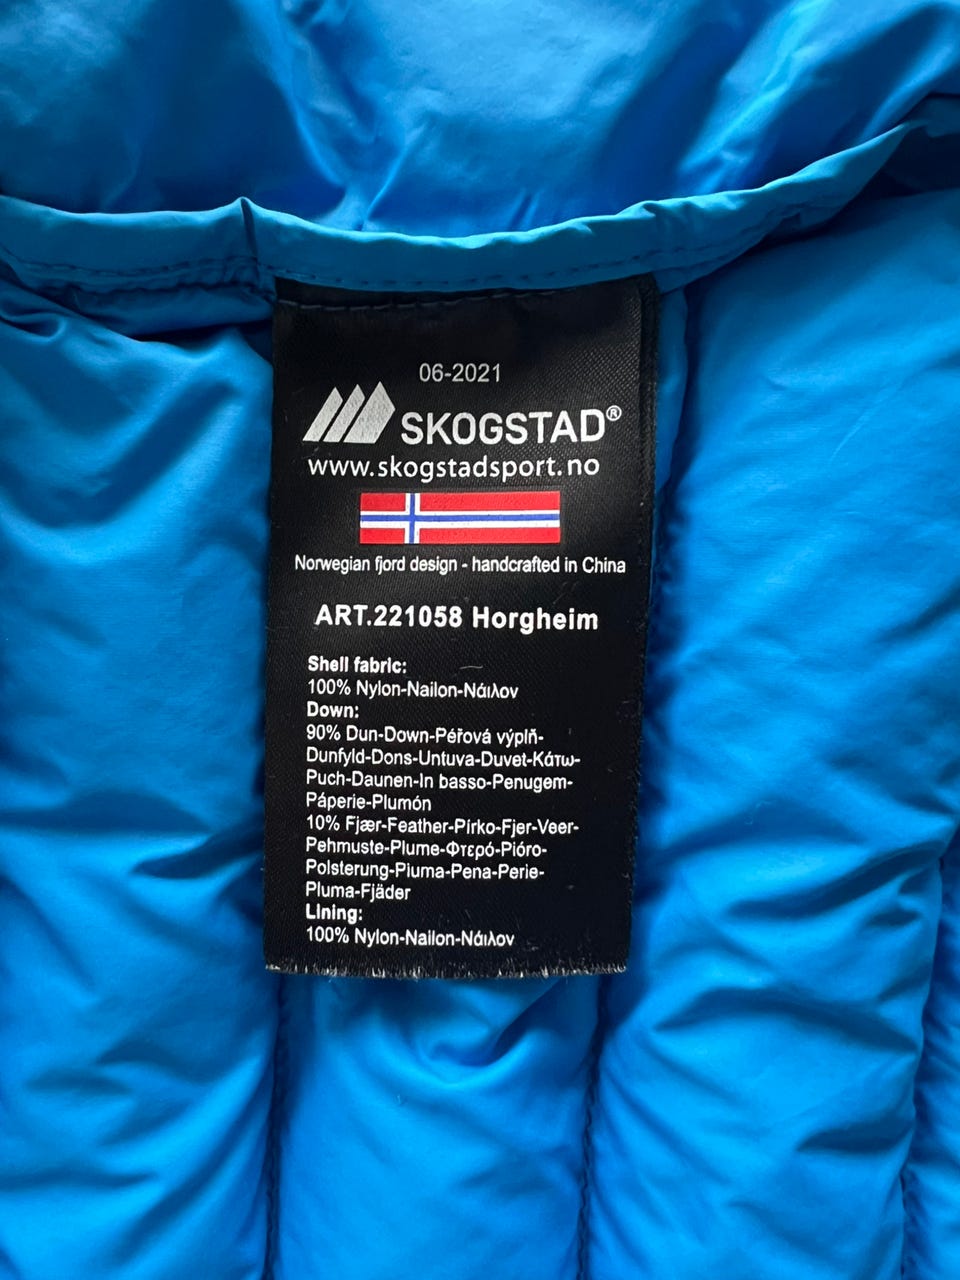 06-2021
SKOGSTAD®
www.skogstadsport.no
Norwegian fjord design - handcrafted in China
ART.221058 Horgheim
Shell fabric:
100% Nylon-Nailon-Νάιλον
Down:
90% Dun-Down-Péřová výplň-
Dunfyld-Dons-Untuva-Duvet-Κάτω-
Puch-Daunen-In basso-Penugem-
Páperie-Plumón
10% Fjær-Feather-Pírko-Fjer-Veer-
Pehmuste-Plume-Φτερό-Pióro-
Polsterung-Piuma-Pena-Perie-
Pluma-Fjäder
Lining:
100% Nylon-Nailon-Νάιλον